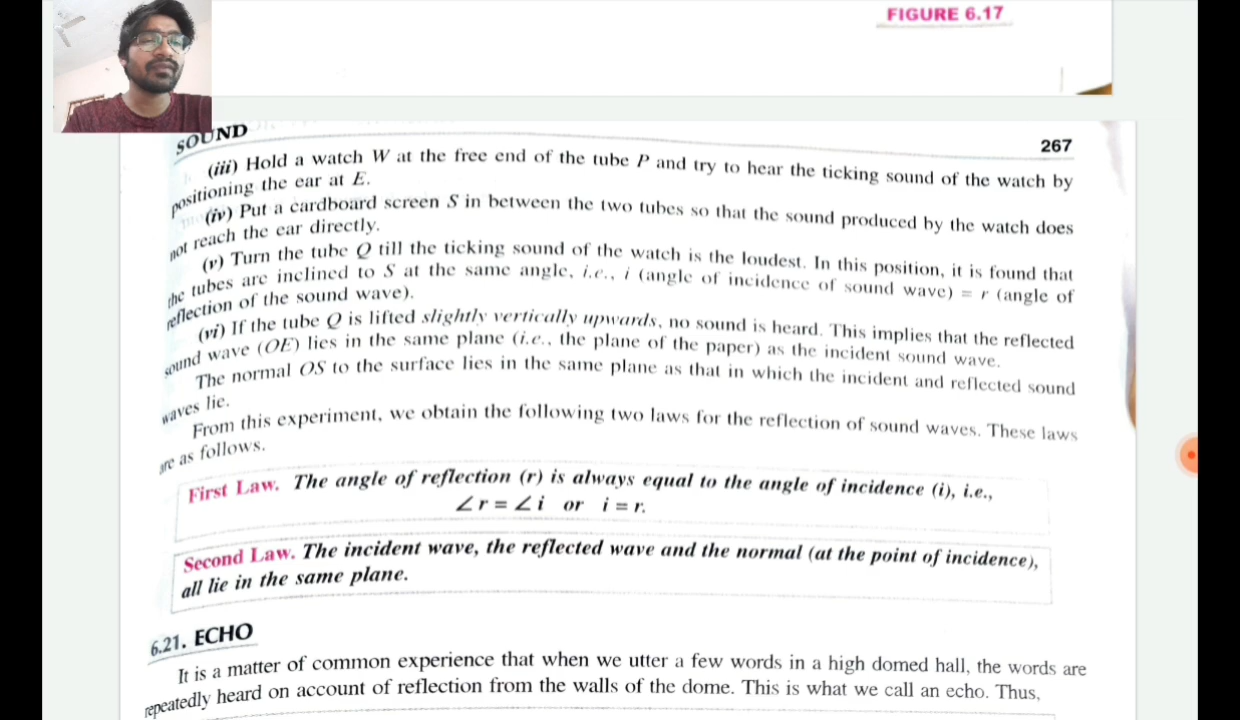 FIGURE 6.17
SOUND
267
(iii) Hold a watch W at the free end of the tube P and try to hear the ticking sound of the watch by
positioning the ear at E.
(iv) Put a cardboard screen S in between the two tubes so that the sound produced by the watch does
not reach the ear directly.
(v) Turn the tube Q till the ticking sound of the watch is the loudest. In this position, it is found that
the tubes are inclined to S at the same angle, i.e., i (angle of incidence of sound wave) = r (angle of
reflection of the sound wave).
(vi) If the tube Q is lifted slightly vertically upwards, no sound is heard. This implies that the reflected
sound wave (OE) lies in the same plane (i.e., the plane of the paper) as the incident sound wave.
The normal OS to the surface lies in the same plane as that in which the incident and reflected sound
waves lie.
From this experiment, we obtain the following two laws for the reflection of sound waves. These laws
are as follows.
First Law. The angle of reflection (r) is always equal to the angle of incidence (i), i.e.,
∠r = ∠i or i = r.
Second Law. The incident wave, the reflected wave and the normal (at the point of incidence),
all lie in the same plane.
6.21. ECHO
It is a matter of common experience that when we utter a few words in a high domed hall, the words are
repeatedly heard on account of reflection from the walls of the dome. This is what we call an echo. Thus,